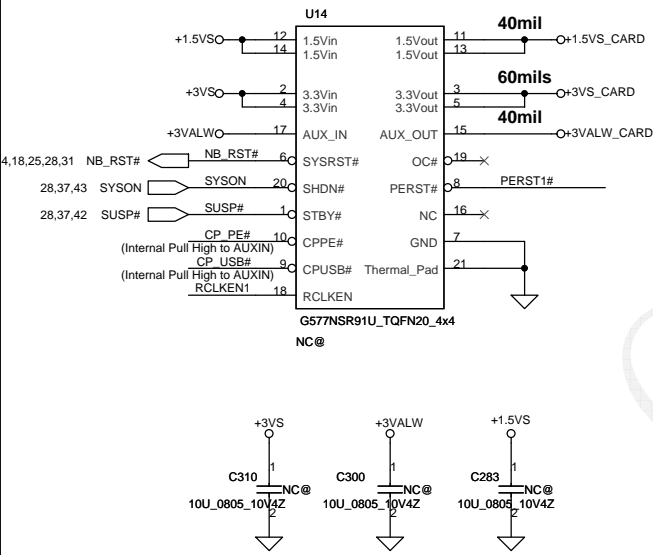 U14
40mil
+1.5VS 12 1.5Vin 1.5Vout 11 +1.5VS_CARD
14 1.5Vin 1.5Vout 13
60mils
+3VS 2 3.3Vin 3.3Vout 3 +3VS_CARD
4 3.3Vin 3.3Vout 5
40mil
+3VALW 17 AUX_IN AUX_OUT 15 +3VALW_CARD
4,18,25,28,31 NB_RST# NB_RST# 6 SYSRST# OC# 19
28,37,43 SYSON SYSON 20 SHDN# PERST# 8 PERST1#
28,37,42 SUSP# SUSP# 1 STBY# NC 16
CP_PE# 10 CPPE# GND 7
(Internal Pull High to AUXIN)
CP_USB# 9 CPUSB# Thermal_Pad 21
(Internal Pull High to AUXIN)
RCLKEN1 18 RCLKEN
G577NSR91U_TQFN20_4x4
NC@
+3VS +3VALW +1.5VS
1 1 1
C310 C300 C283
NC@ NC@ NC@
10U_0805_10V4Z 10U_0805_10V4Z 10U_0805_10V4Z
2 2 2